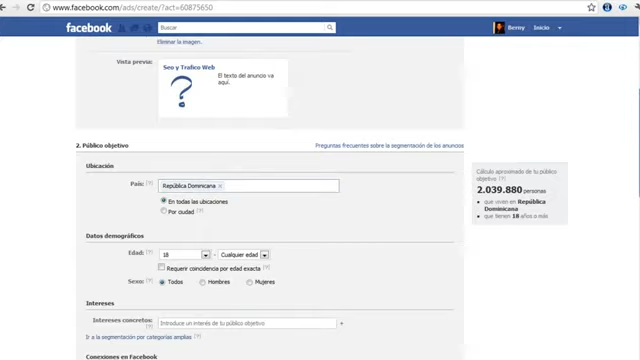 www.facebook.com/ads/create/?act=60875650
facebook
Buscar
Berny
Inicio
Eliminar la imagen.
Vista previa:
Seo y Trafico Web
El texto del anuncio va
aquí.
?
2. Público objetivo
Preguntas frecuentes sobre la segmentación de los anuncios
Ubicación
País: [?]
República Dominicana ×
En todas las ubicaciones
Por ciudad [?]
Datos demográficos
Edad: [?]
18 - Cualquier edad
Requerir coincidencia por edad exacta [?]
Sexo: [?]
Todos
Hombres
Mujeres
Intereses
Intereses concretos: [?]
Introduce un interés de tu público objetivo
+
Ir a la segmentación por categorías amplias [?]
Conexiones en Facebook
Cálculo aproximado de tu público
objetivo [?]
2.039.880 personas
que viven en República
Dominicana
que tienen 18 años o más